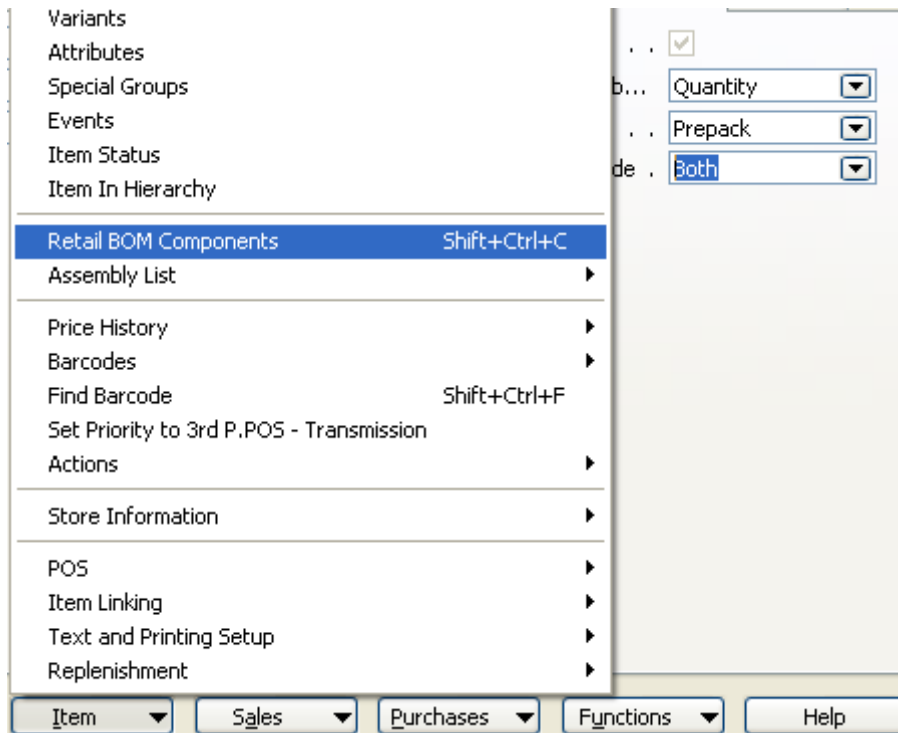 Variants
Attributes
Special Groups
Events
Item Status
Item In Hierarchy
Retail BOM Components Shift+Ctrl+C
Assembly List
Price History
Barcodes
Find Barcode Shift+Ctrl+F
Set Priority to 3rd P.POS - Transmission
Actions
Store Information
POS
Item Linking
Text and Printing Setup
Replenishment
. .
b... Quantity
. . Prepack
de . Both
Item Sales Purchases Functions Help